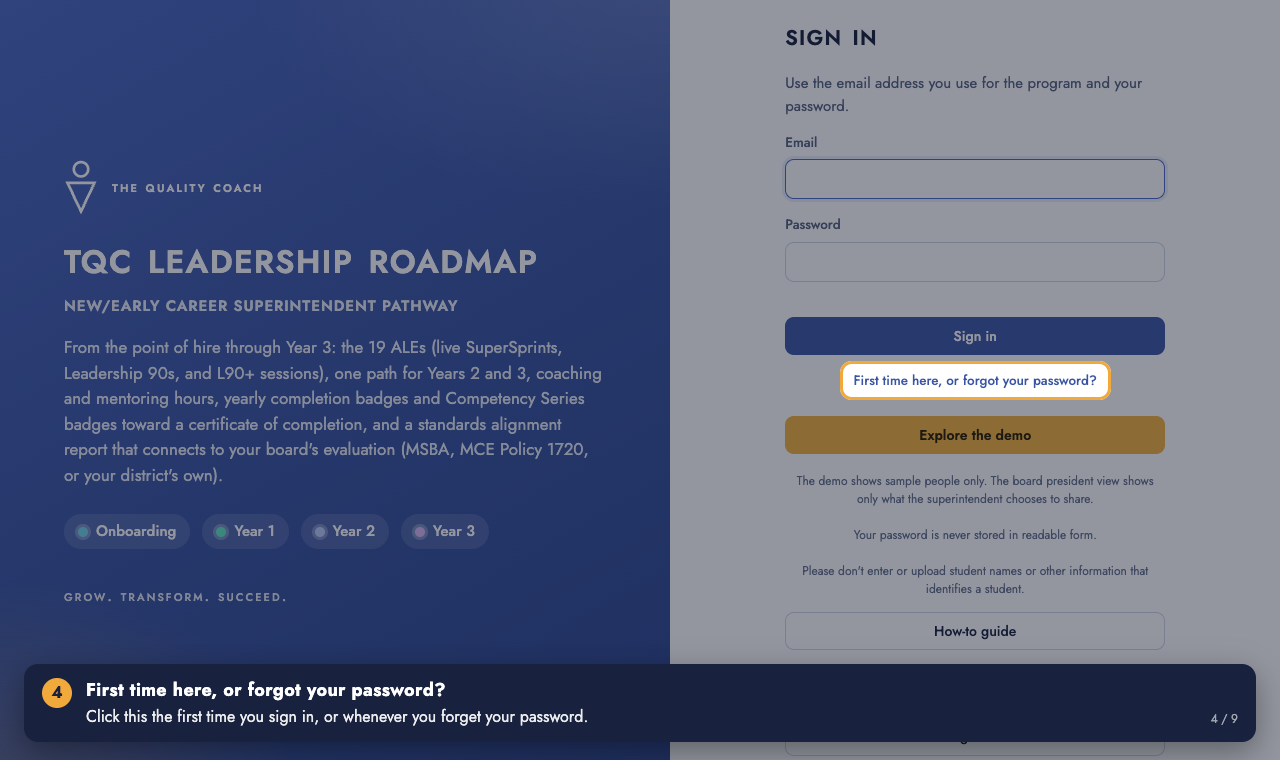 THE QUALITY COACH
TQC LEADERSHIP ROADMAP
NEW/EARLY CAREER SUPERINTENDENT PATHWAY
From the point of hire through Year 3: the 19 ALEs (live SuperSprints,
Leadership 90s, and L90+ sessions), one path for Years 2 and 3, coaching
and mentoring hours, yearly completion badges and Competency Series
badges toward a certificate of completion, and a standards alignment
report that connects to your board's evaluation (MSBA, MCE Policy 1720,
or your district's own).
Onboarding
Year 1
Year 2
Year 3
GROW. TRANSFORM. SUCCEED.
SIGN IN
Use the email address you use for the program and your
password.
Email
Password
Sign in
First time here, or forgot your password?
Explore the demo
The demo shows sample people only. The board president view shows
only what the superintendent chooses to share.
Your password is never stored in readable form.
Please don't enter or upload student names or other information that
identifies a student.
How-to guide
4
First time here, or forgot your password?
Click this the first time you sign in, or whenever you forget your password.
4 / 9